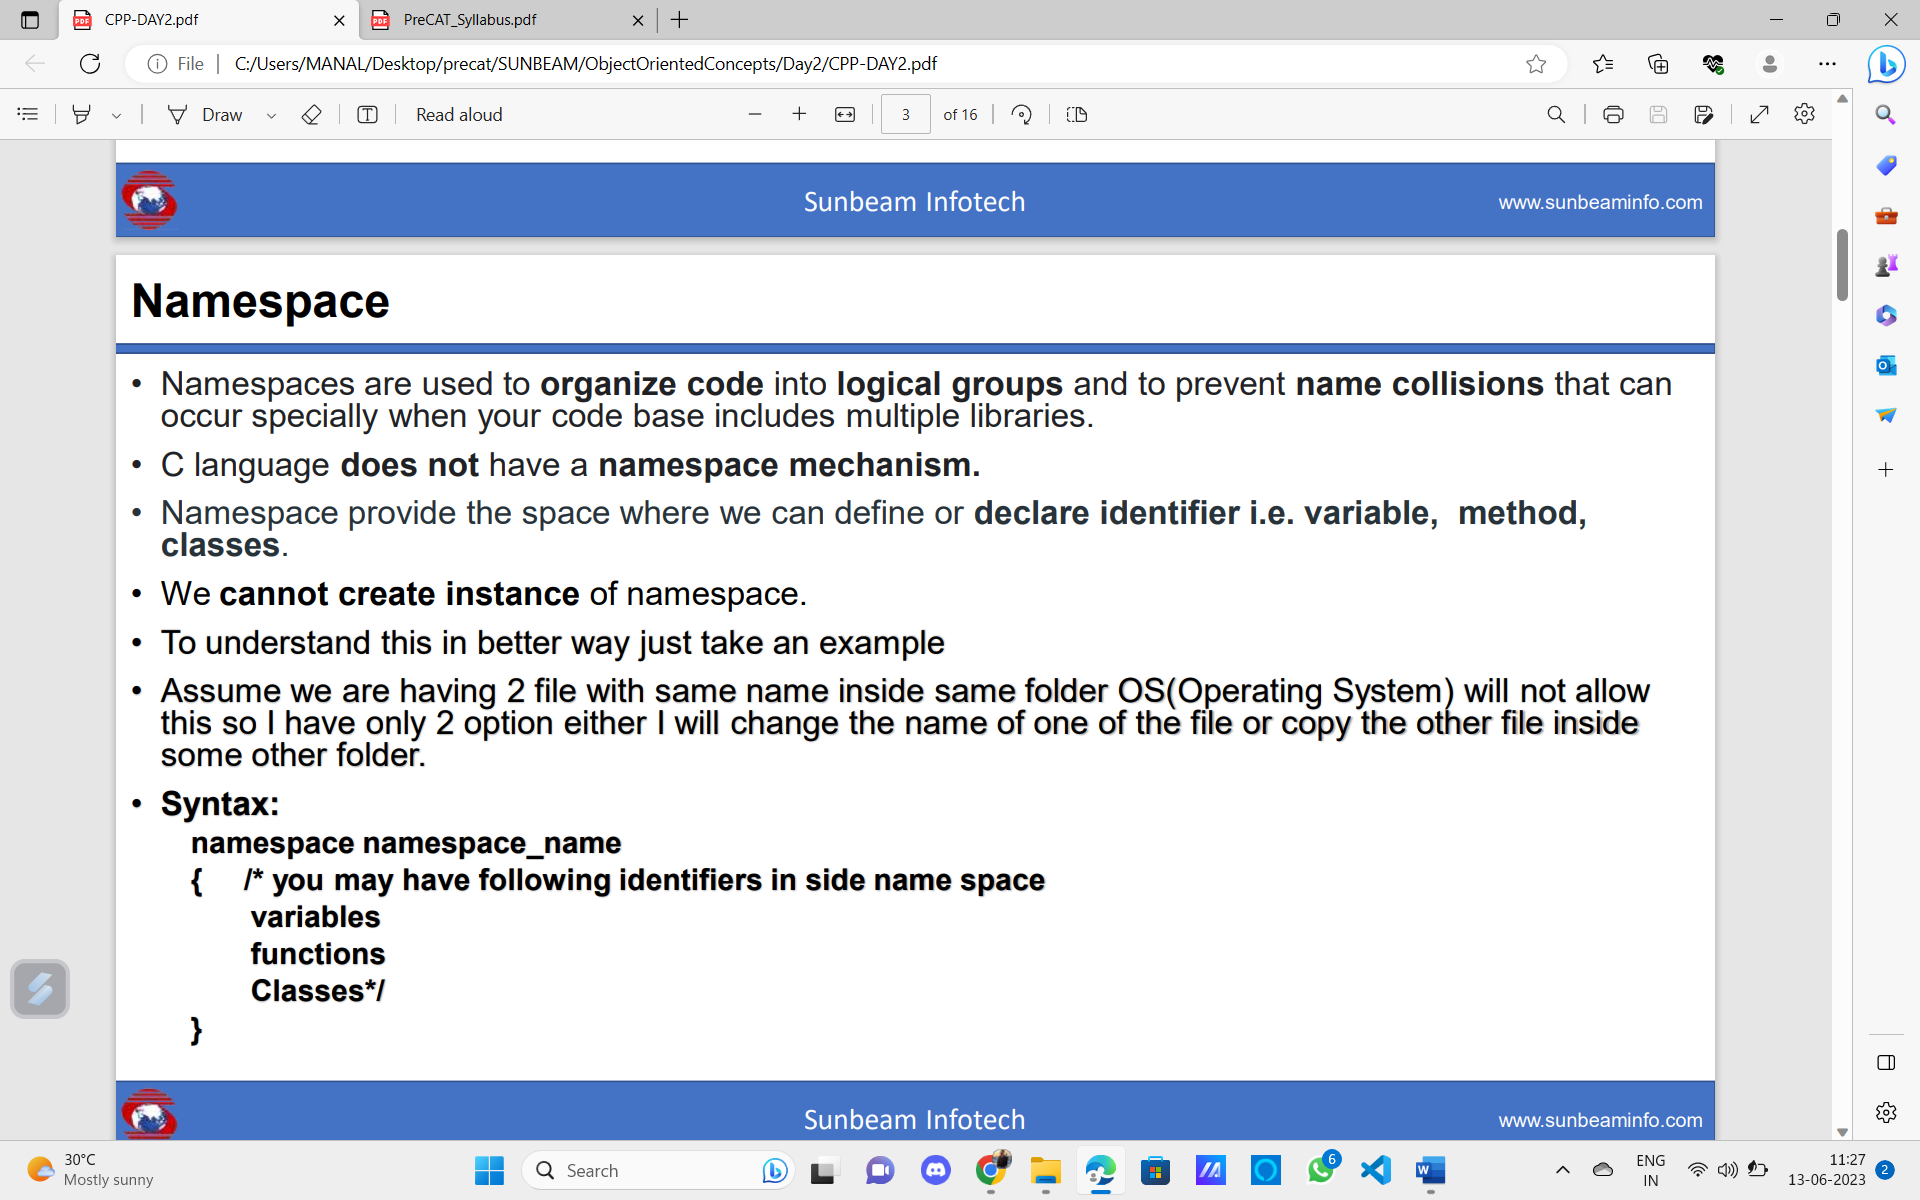 CPP-DAY2.pdf
PreCAT_Syllabus.pdf
File
C:/Users/MANAL/Desktop/precat/SUNBEAM/ObjectOrientedConcepts/Day2/CPP-DAY2.pdf
Draw
Read aloud
3
of 16
Sunbeam Infotech
www.sunbeaminfo.com
Namespace
• Namespaces are used to organize code into logical groups and to prevent name collisions that can
occur specially when your code base includes multiple libraries.
• C language does not have a namespace mechanism.
• Namespace provide the space where we can define or declare identifier i.e. variable,  method,
classes.
• We cannot create instance of namespace.
• To understand this in better way just take an example
• Assume we are having 2 file with same name inside same folder OS(Operating System) will not allow
this so I have only 2 option either I will change the name of one of the file or copy the other file inside
some other folder.
• Syntax:
namespace namespace_name
{ /* you may have following identifiers in side name space
variables
functions
Classes*/
}
Sunbeam Infotech
www.sunbeaminfo.com
30°C
Mostly sunny
Search
6
ENG
IN
11:27
13-06-2023
2